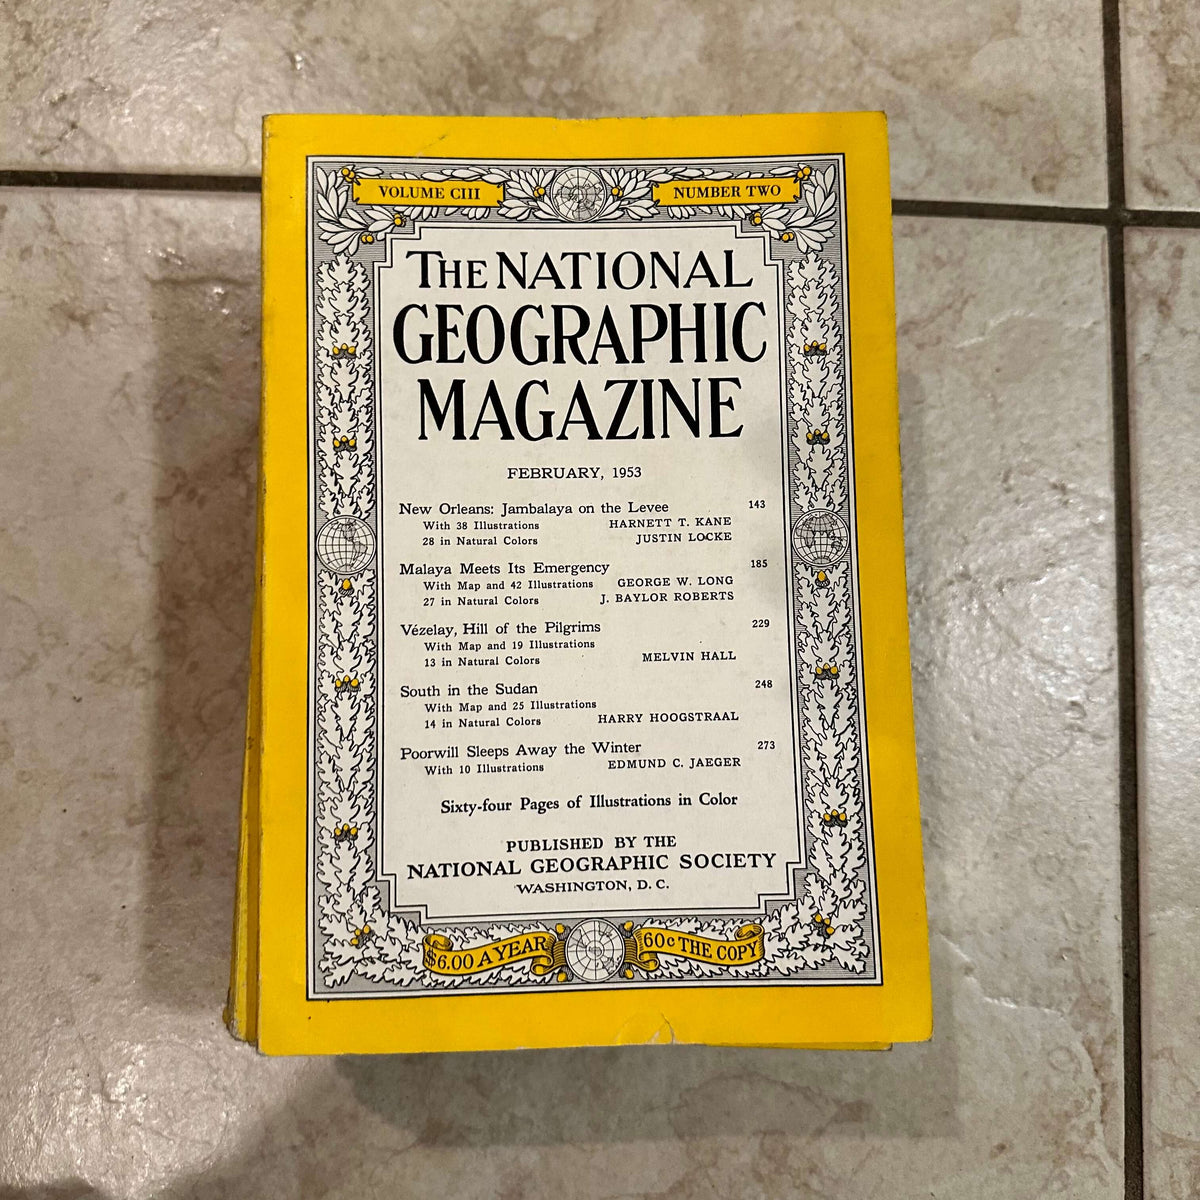 VOLUME CIII NUMBER TWO
THE NATIONAL
GEOGRAPHIC
MAGAZINE
FEBRUARY, 1953
New Orleans: Jambalaya on the Levee 143
With 38 Illustrations HARNETT T. KANE
28 in Natural Colors JUSTIN LOCKE
Malaya Meets Its Emergency 185
With Map and 42 Illustrations GEORGE W. LONG
27 in Natural Colors J. BAYLOR ROBERTS
Vézelay, Hill of the Pilgrims 229
With Map and 19 Illustrations
13 in Natural Colors MELVIN HALL
South in the Sudan 248
With Map and 25 Illustrations
14 in Natural Colors HARRY HOOGSTRAAL
Poorwill Sleeps Away the Winter 273
With 10 Illustrations EDMUND C. JAEGER
Sixty-four Pages of Illustrations in Color
PUBLISHED BY THE
NATIONAL GEOGRAPHIC SOCIETY
WASHINGTON, D. C.
$6.00 A YEAR 60c THE COPY